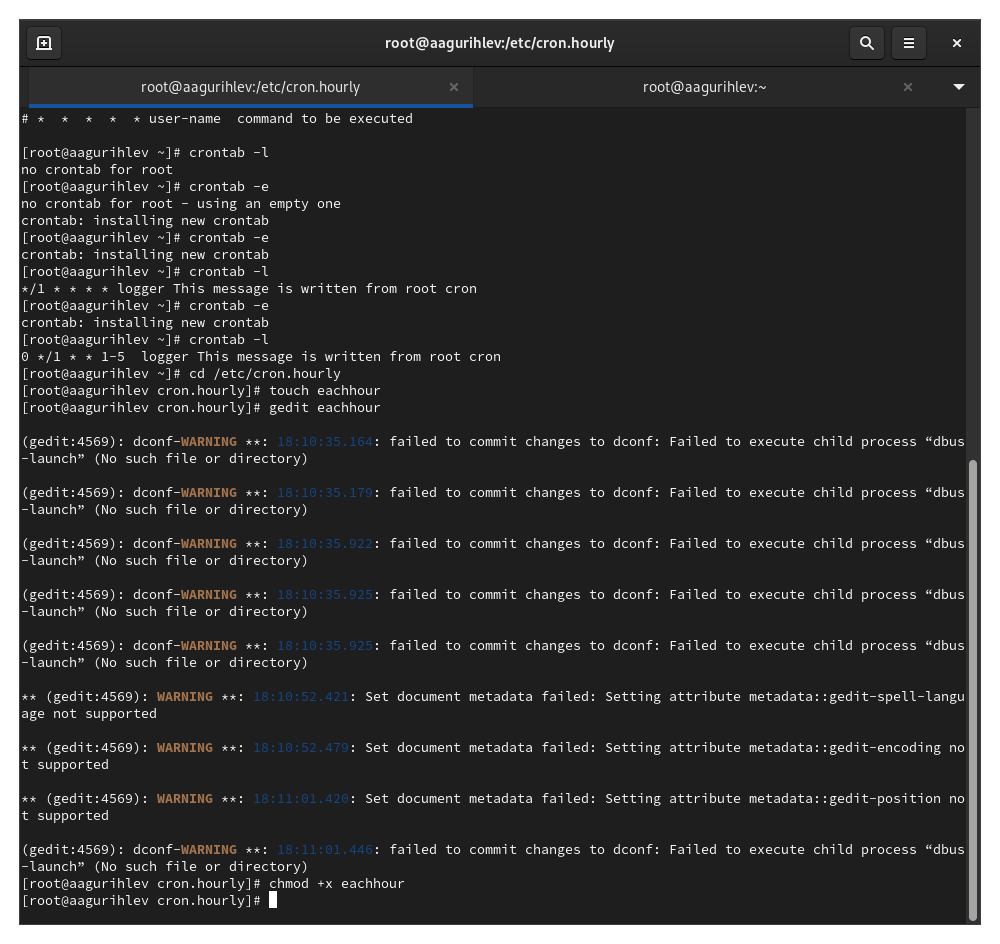 root@aagurihlev:/etc/cron.hourly
root@aagurihlev:/etc/cron.hourly
root@aagurihlev:~
# *  *  *  *  * user-name  command to be executed
[root@aagurihlev ~]# crontab -l
no crontab for root
[root@aagurihlev ~]# crontab -e
no crontab for root - using an empty one
crontab: installing new crontab
[root@aagurihlev ~]# crontab -e
crontab: installing new crontab
[root@aagurihlev ~]# crontab -l
*/1 * * * * logger This message is written from root cron
[root@aagurihlev ~]# crontab -e
crontab: installing new crontab
[root@aagurihlev ~]# crontab -l
0 */1 * * 1-5  logger This message is written from root cron
[root@aagurihlev ~]# cd /etc/cron.hourly
[root@aagurihlev cron.hourly]# touch eachhour
[root@aagurihlev cron.hourly]# gedit eachhour
(gedit:4569): dconf-WARNING **: 18:10:35.164: failed to commit changes to dconf: Failed to execute child process “dbus
-launch” (No such file or directory)
(gedit:4569): dconf-WARNING **: 18:10:35.179: failed to commit changes to dconf: Failed to execute child process “dbus
-launch” (No such file or directory)
(gedit:4569): dconf-WARNING **: 18:10:35.922: failed to commit changes to dconf: Failed to execute child process “dbus
-launch” (No such file or directory)
(gedit:4569): dconf-WARNING **: 18:10:35.925: failed to commit changes to dconf: Failed to execute child process “dbus
-launch” (No such file or directory)
(gedit:4569): dconf-WARNING **: 18:10:35.925: failed to commit changes to dconf: Failed to execute child process “dbus
-launch” (No such file or directory)
** (gedit:4569): WARNING **: 18:10:52.421: Set document metadata failed: Setting attribute metadata::gedit-spell-langu
age not supported
** (gedit:4569): WARNING **: 18:10:52.479: Set document metadata failed: Setting attribute metadata::gedit-encoding no
t supported
** (gedit:4569): WARNING **: 18:11:01.420: Set document metadata failed: Setting attribute metadata::gedit-position no
t supported
(gedit:4569): dconf-WARNING **: 18:11:01.446: failed to commit changes to dconf: Failed to execute child process “dbus
-launch” (No such file or directory)
[root@aagurihlev cron.hourly]# chmod +x eachhour
[root@aagurihlev cron.hourly]#